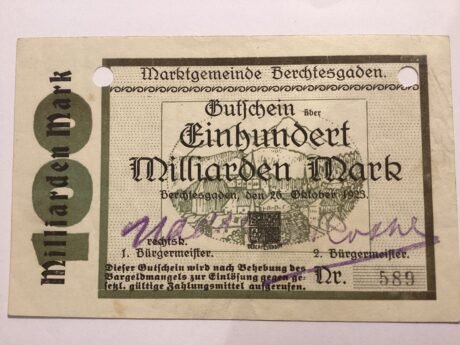 100
Milliarden Mark
Marktgemeinde Berchtesgaden.
Gutschein über
Einhundert
Milliarden Mark
Berchtesgaden, den 26. Oktober 1923.
rechtsk.
1. Bürgermeister. 2. Bürgermeister.
Dieser Gutschein wird nach Behebung des
Bargeldmangels zur Einlösung gegen ge-
setzl. gültige Zahlungsmittel aufgerufen.
Nr. 589